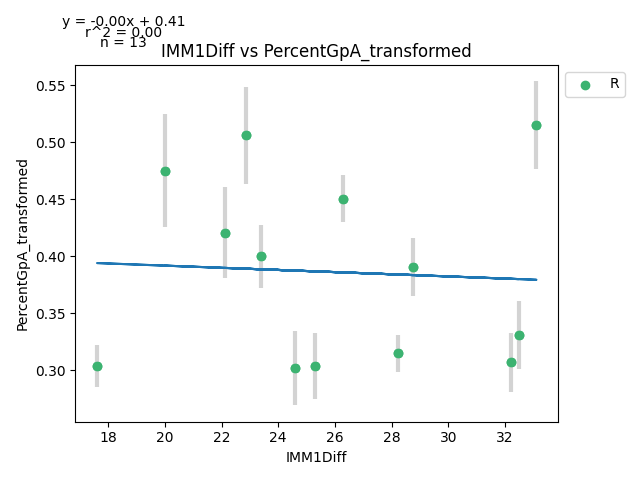 y = -0.00x + 0.41
r^2 = 0.00
n = 13
IMM1Diff vs PercentGpA_transformed
R
0.55
0.50
0.45
0.40
0.35
0.30
PercentGpA_transformed
18 20 22 24 26 28 30 32
IMM1Diff